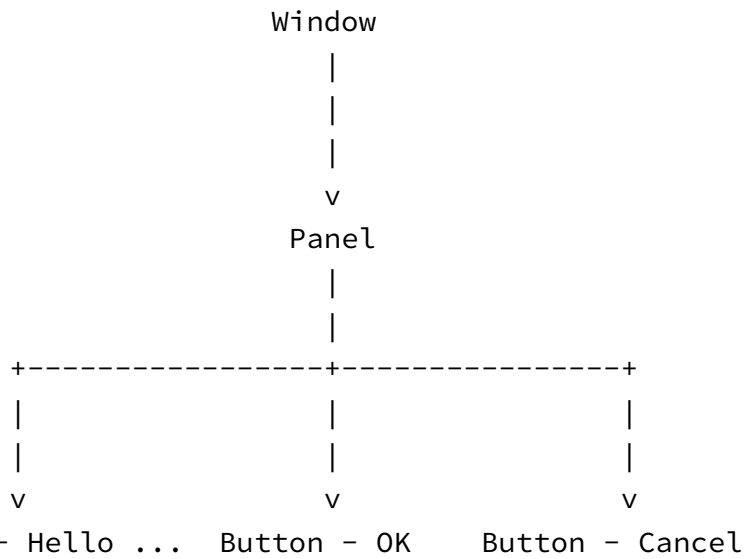 Window
|
|
|
v
Panel
|
|
+-----------------+----------------+
| | |
| | |
v v v
- Hello ... Button - OK Button - Cancel